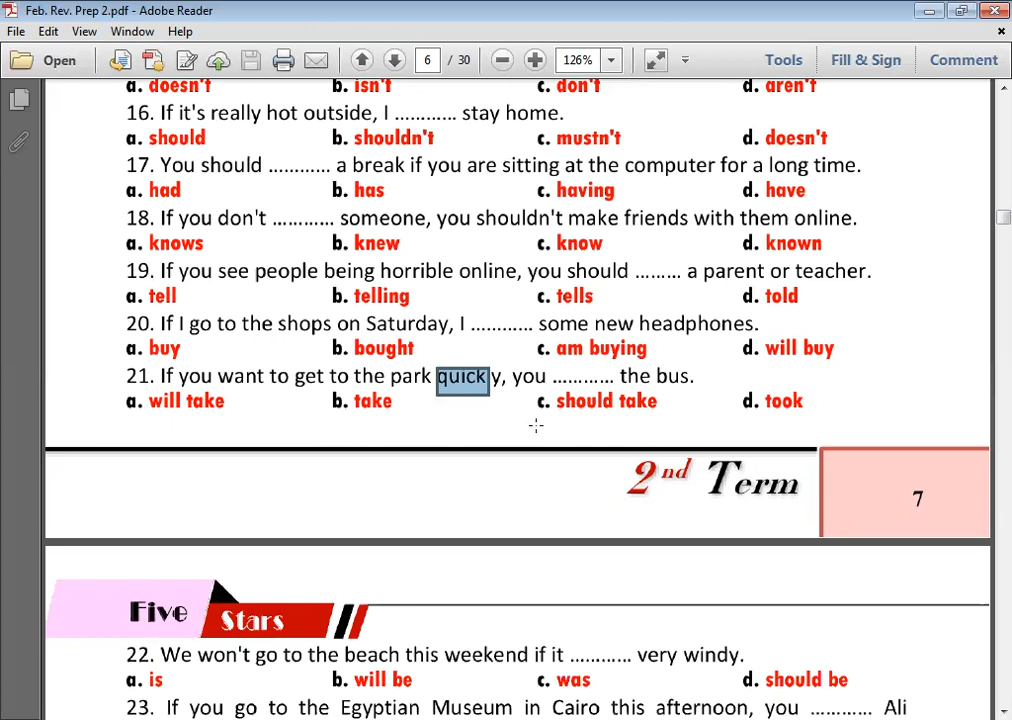 Feb. Rev. Prep 2.pdf - Adobe Reader
File Edit View Window Help
Open 6 / 30 126% Tools Fill & Sign Comment
a. doesn't b. isn't c. don't d. aren't
16. If it's really hot outside, I ………… stay home.
a. should b. shouldn't c. mustn't d. doesn't
17. You should ………… a break if you are sitting at the computer for a long time.
a. had b. has c. having d. have
18. If you don't ………… someone, you shouldn't make friends with them online.
a. knows b. knew c. know d. known
19. If you see people being horrible online, you should ……… a parent or teacher.
a. tell b. telling c. tells d. told
20. If I go to the shops on Saturday, I ………… some new headphones.
a. buy b. bought c. am buying d. will buy
21. If you want to get to the park quick y, you ………… the bus.
a. will take b. take c. should take d. took
2nd Term
7
Five
Stars
22. We won't go to the beach this weekend if it ………… very windy.
a. is b. will be c. was d. should be
23. If you go to the Egyptian Museum in Cairo this afternoon, you ………… Ali